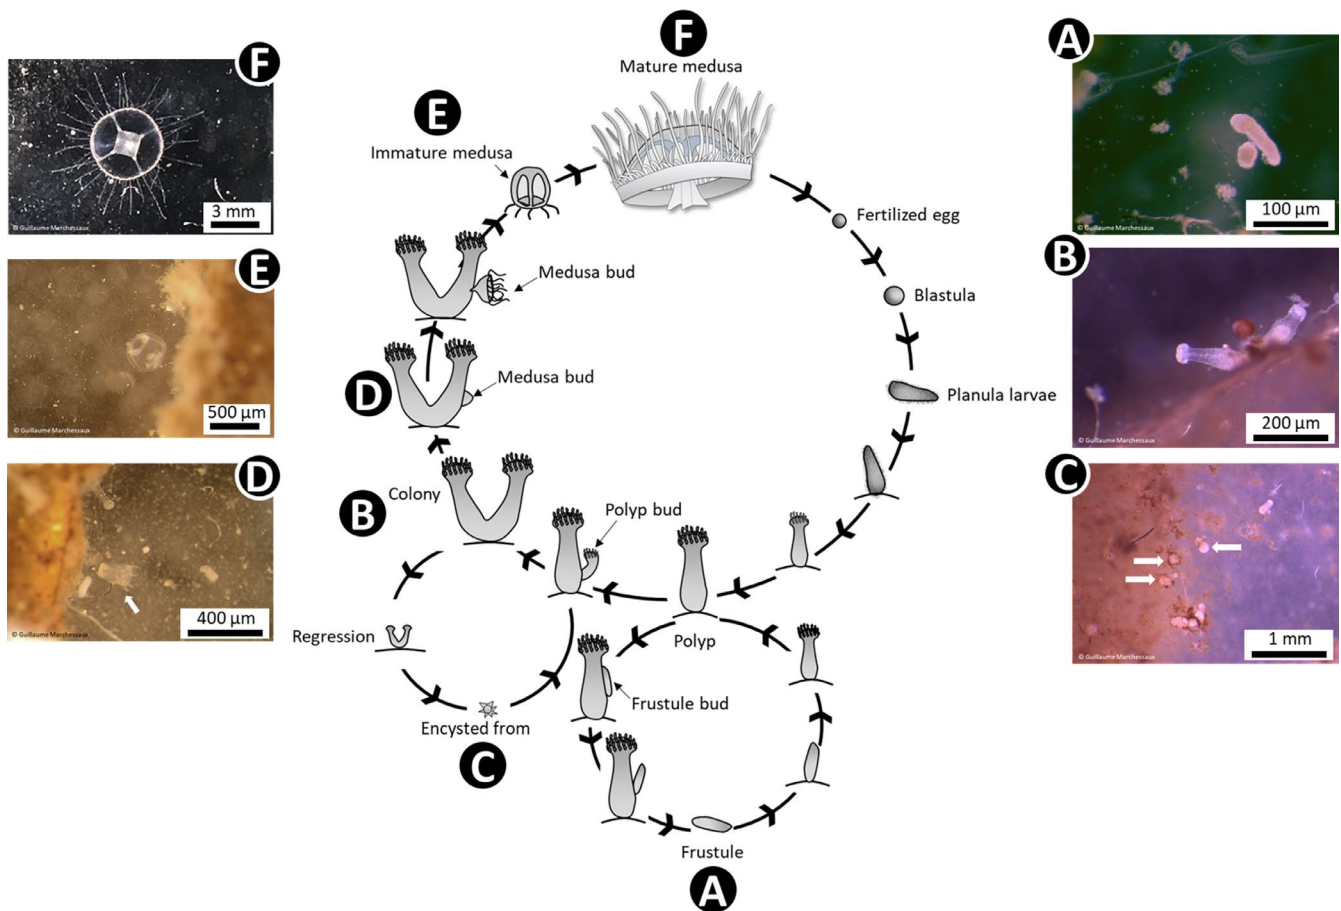 F
Mature medusa
E
Immature medusa
Fertilized egg
Medusa bud
Blastula
D
Medusa bud
Planula larvae
Colony
B
Polyp bud
Regression
Polyp
Frustule bud
Encysted from
C
Frustule
A
F
3 mm
© Guillaume Marchessaux
E
500 µm
© Guillaume Marchessaux
D
400 µm
© Guillaume Marchessaux
A
100 µm
© Guillaume Marchessaux
B
200 µm
© Guillaume Marchessaux
C
1 mm
© Guillaume Marchessaux